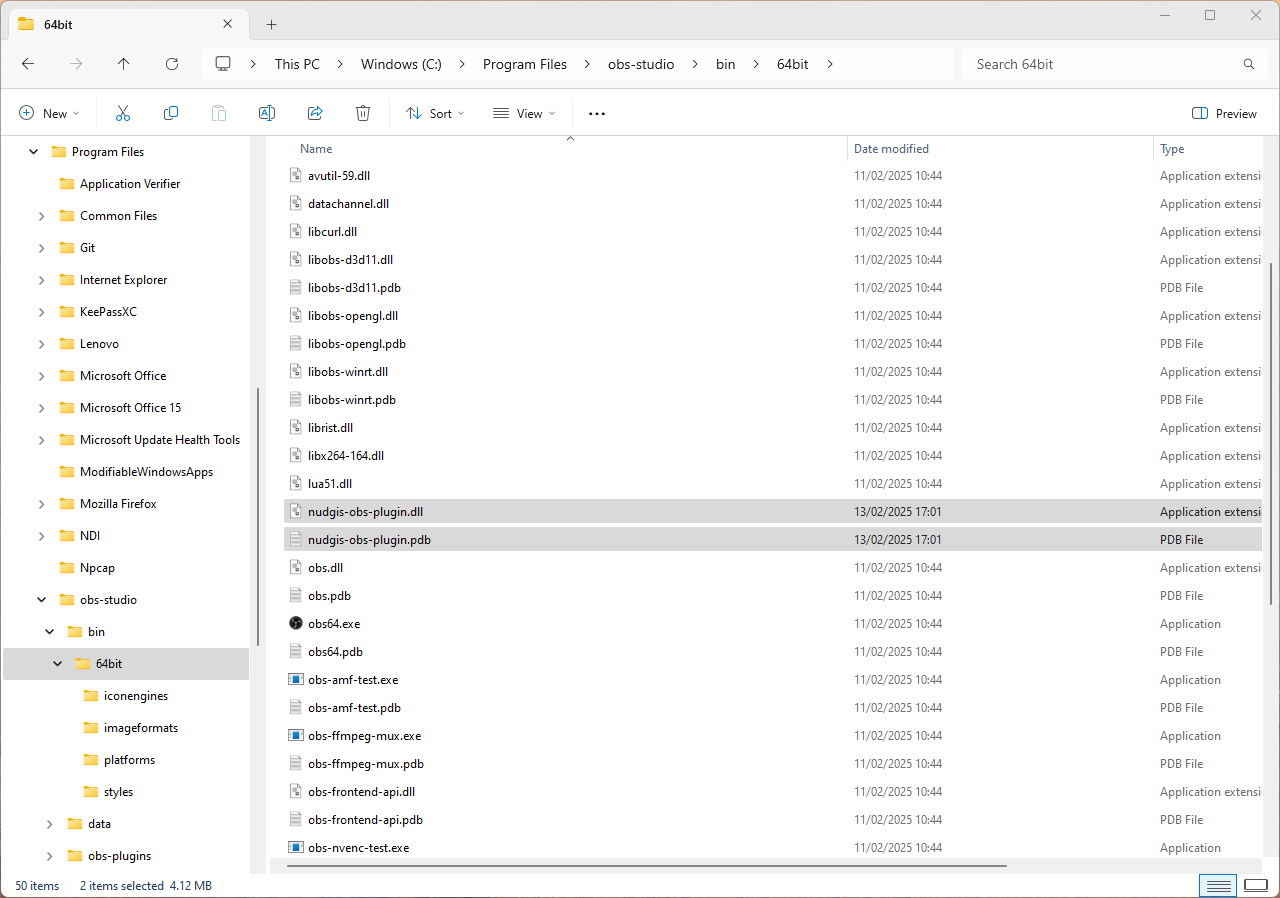 64bit
This PC > Windows (C:) > Program Files > obs-studio > bin > 64bit >
Search 64bit
New
Sort
View
Preview
Program Files
Application Verifier
Common Files
Git
Internet Explorer
KeePassXC
Lenovo
Microsoft Office
Microsoft Office 15
Microsoft Update Health Tools
ModifiableWindowsApps
Mozilla Firefox
NDI
Npcap
obs-studio
bin
64bit
iconengines
imageformats
platforms
styles
data
obs-plugins
Name Date modified Type
avutil-59.dll 11/02/2025 10:44 Application extensi
datachannel.dll 11/02/2025 10:44 Application extensi
libcurl.dll 11/02/2025 10:44 Application extensi
libobs-d3d11.dll 11/02/2025 10:44 Application extensi
libobs-d3d11.pdb 11/02/2025 10:44 PDB File
libobs-opengl.dll 11/02/2025 10:44 Application extensi
libobs-opengl.pdb 11/02/2025 10:44 PDB File
libobs-winrt.dll 11/02/2025 10:44 Application extensi
libobs-winrt.pdb 11/02/2025 10:44 PDB File
librist.dll 11/02/2025 10:44 Application extensi
libx264-164.dll 11/02/2025 10:44 Application extensi
lua51.dll 11/02/2025 10:44 Application extensi
nudgis-obs-plugin.dll 13/02/2025 17:01 Application extensi
nudgis-obs-plugin.pdb 13/02/2025 17:01 PDB File
obs.dll 11/02/2025 10:44 Application extensi
obs.pdb 11/02/2025 10:44 PDB File
obs64.exe 11/02/2025 10:44 Application
obs64.pdb 11/02/2025 10:44 PDB File
obs-amf-test.exe 11/02/2025 10:44 Application
obs-amf-test.pdb 11/02/2025 10:44 PDB File
obs-ffmpeg-mux.exe 11/02/2025 10:44 Application
obs-ffmpeg-mux.pdb 11/02/2025 10:44 PDB File
obs-frontend-api.dll 11/02/2025 10:44 Application extensi
obs-frontend-api.pdb 11/02/2025 10:44 PDB File
obs-nvenc-test.exe 11/02/2025 10:44 Application
50 items 2 items selected 4.12 MB